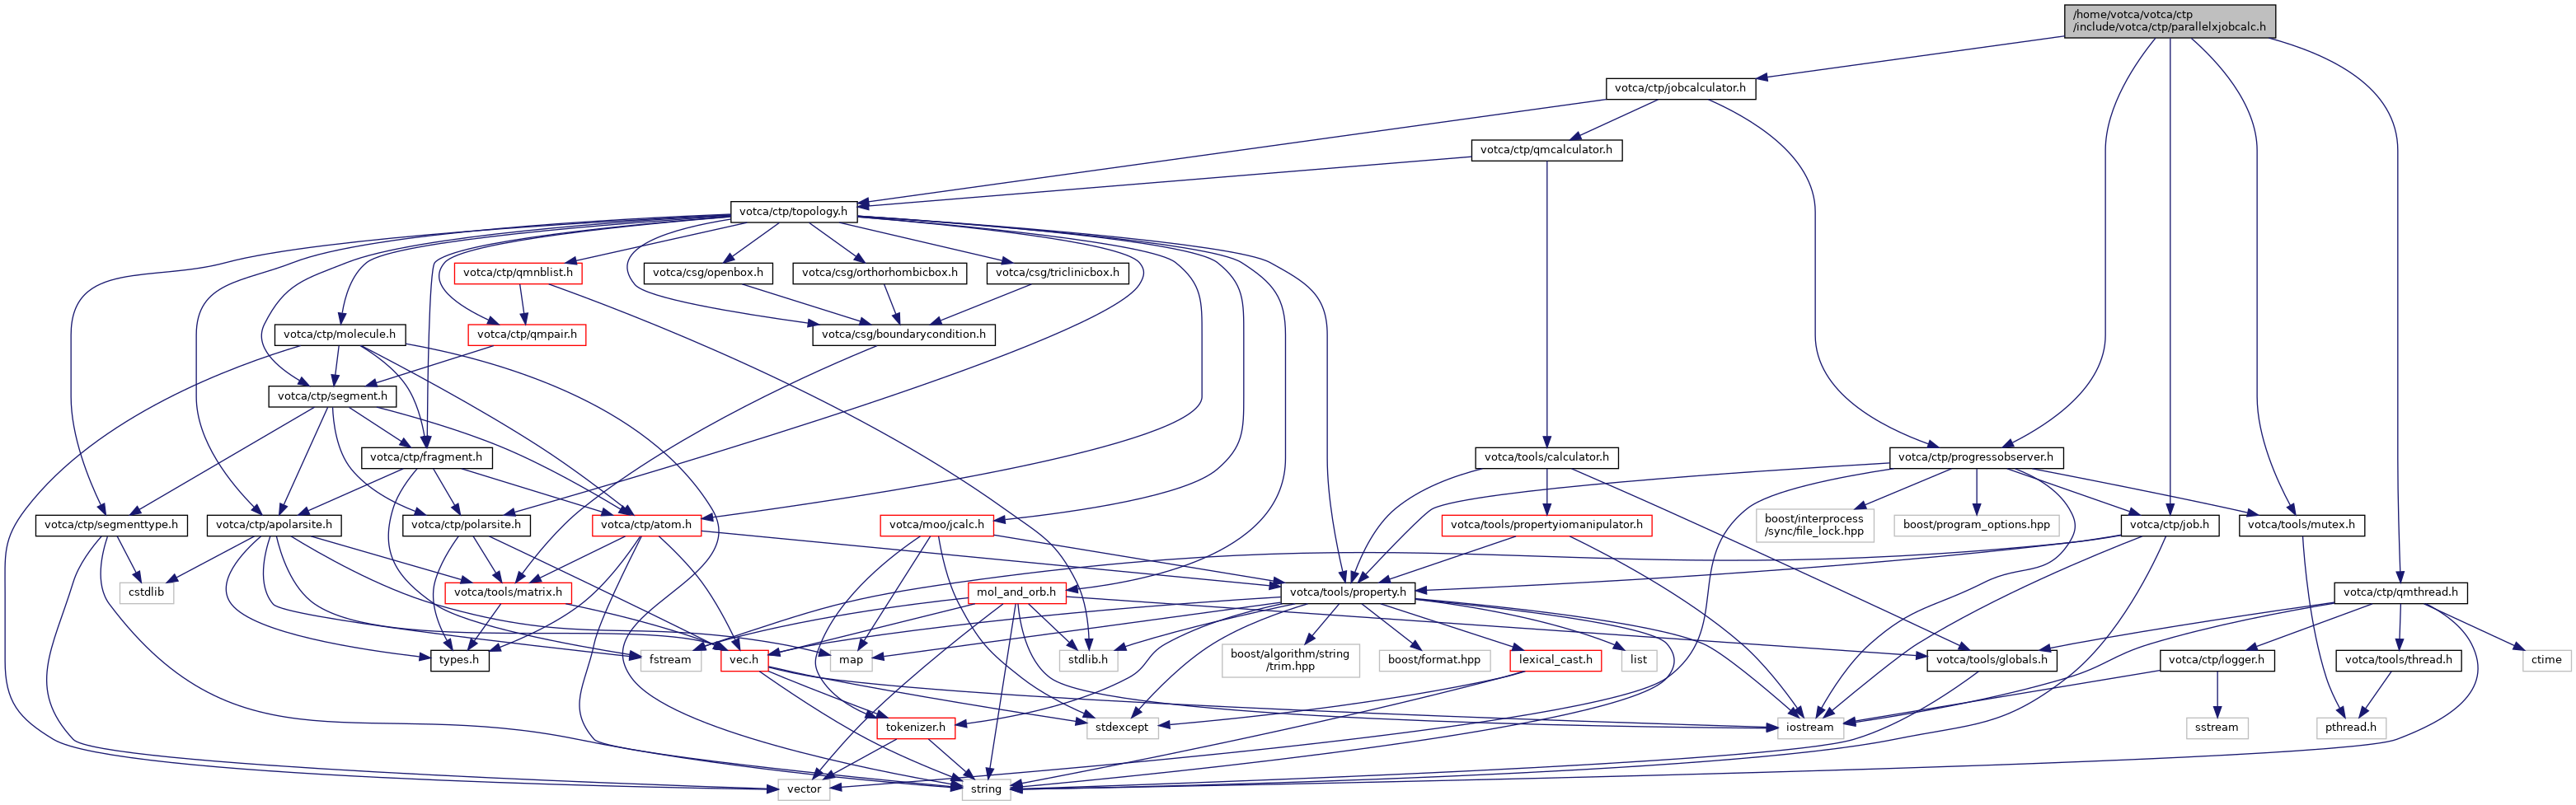 /home/votca/votca/ctp
/include/votca/ctp/parallelxjobcalc.h
votca/ctp/jobcalculator.h
votca/ctp/qmcalculator.h
votca/ctp/topology.h
votca/ctp/qmnblist.h
votca/csg/openbox.h
votca/csg/orthorhombicbox.h
votca/csg/triclinicbox.h
votca/ctp/molecule.h
votca/ctp/qmpair.h
votca/csg/boundarycondition.h
votca/ctp/segment.h
votca/ctp/fragment.h
votca/tools/calculator.h
votca/ctp/progressobserver.h
votca/ctp/segmenttype.h
votca/ctp/apolarsite.h
votca/ctp/polarsite.h
votca/ctp/atom.h
votca/moo/jcalc.h
votca/tools/propertyiomanipulator.h
boost/interprocess
/sync/file_lock.hpp
boost/program_options.hpp
votca/ctp/job.h
votca/tools/mutex.h
cstdlib
votca/tools/matrix.h
mol_and_orb.h
votca/tools/property.h
votca/ctp/qmthread.h
types.h
fstream
vec.h
map
stdlib.h
boost/algorithm/string
/trim.hpp
boost/format.hpp
lexical_cast.h
list
votca/tools/globals.h
votca/ctp/logger.h
votca/tools/thread.h
ctime
tokenizer.h
stdexcept
iostream
sstream
pthread.h
vector
string